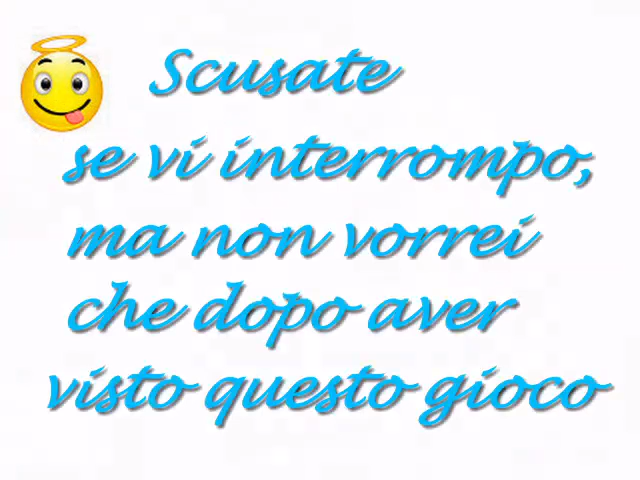 Scusate
se vi interrompo,
ma non vorrei
che dopo aver
visto questo gioco